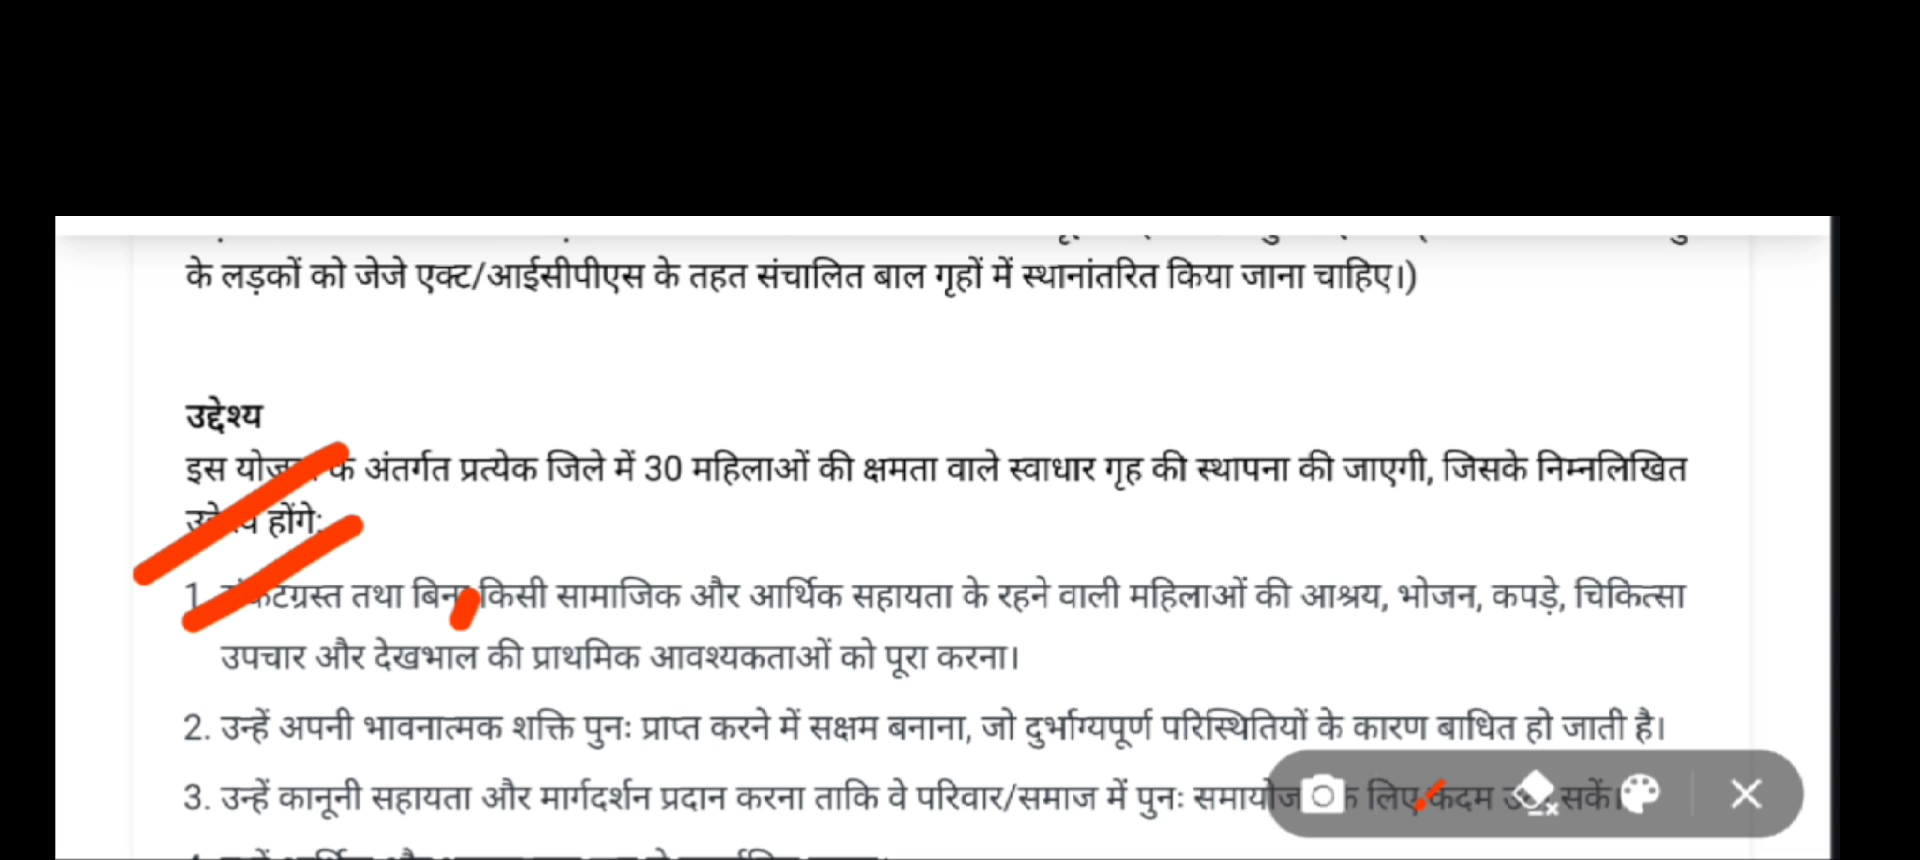 के लड़कों को जेजे एक्ट/आईसीपीएस के तहत संचालित बाल गृहों में स्थानांतरित किया जाना चाहिए।)
उद्देश्य
इस के अंतर्गत प्रत्येक जिले में 30 महिलाओं की क्षमता वाले स्वाधार गृह की स्थापना की जाएगी, जिसके निम्नलिखित
होंगे:
1. तथा बिना किसी सामाजिक और आर्थिक सहायता के रहने वाली महिलाओं की आश्रय, भोजन, कपड़े, चिकित्सा
उपचार और देखभाल की प्राथमिक आवश्यकताओं को पूरा करना।
2. उन्हें अपनी भावनात्मक शक्ति पुनः प्राप्त करने में सक्षम बनाना, जो दुर्भाग्यपूर्ण परिस्थितियों के कारण बाधित हो जाती है।
3. उन्हें कानूनी सहायता और मार्गदर्शन प्रदान करना ताकि वे परिवार/समाज में पुनः लिए कदम सकें।